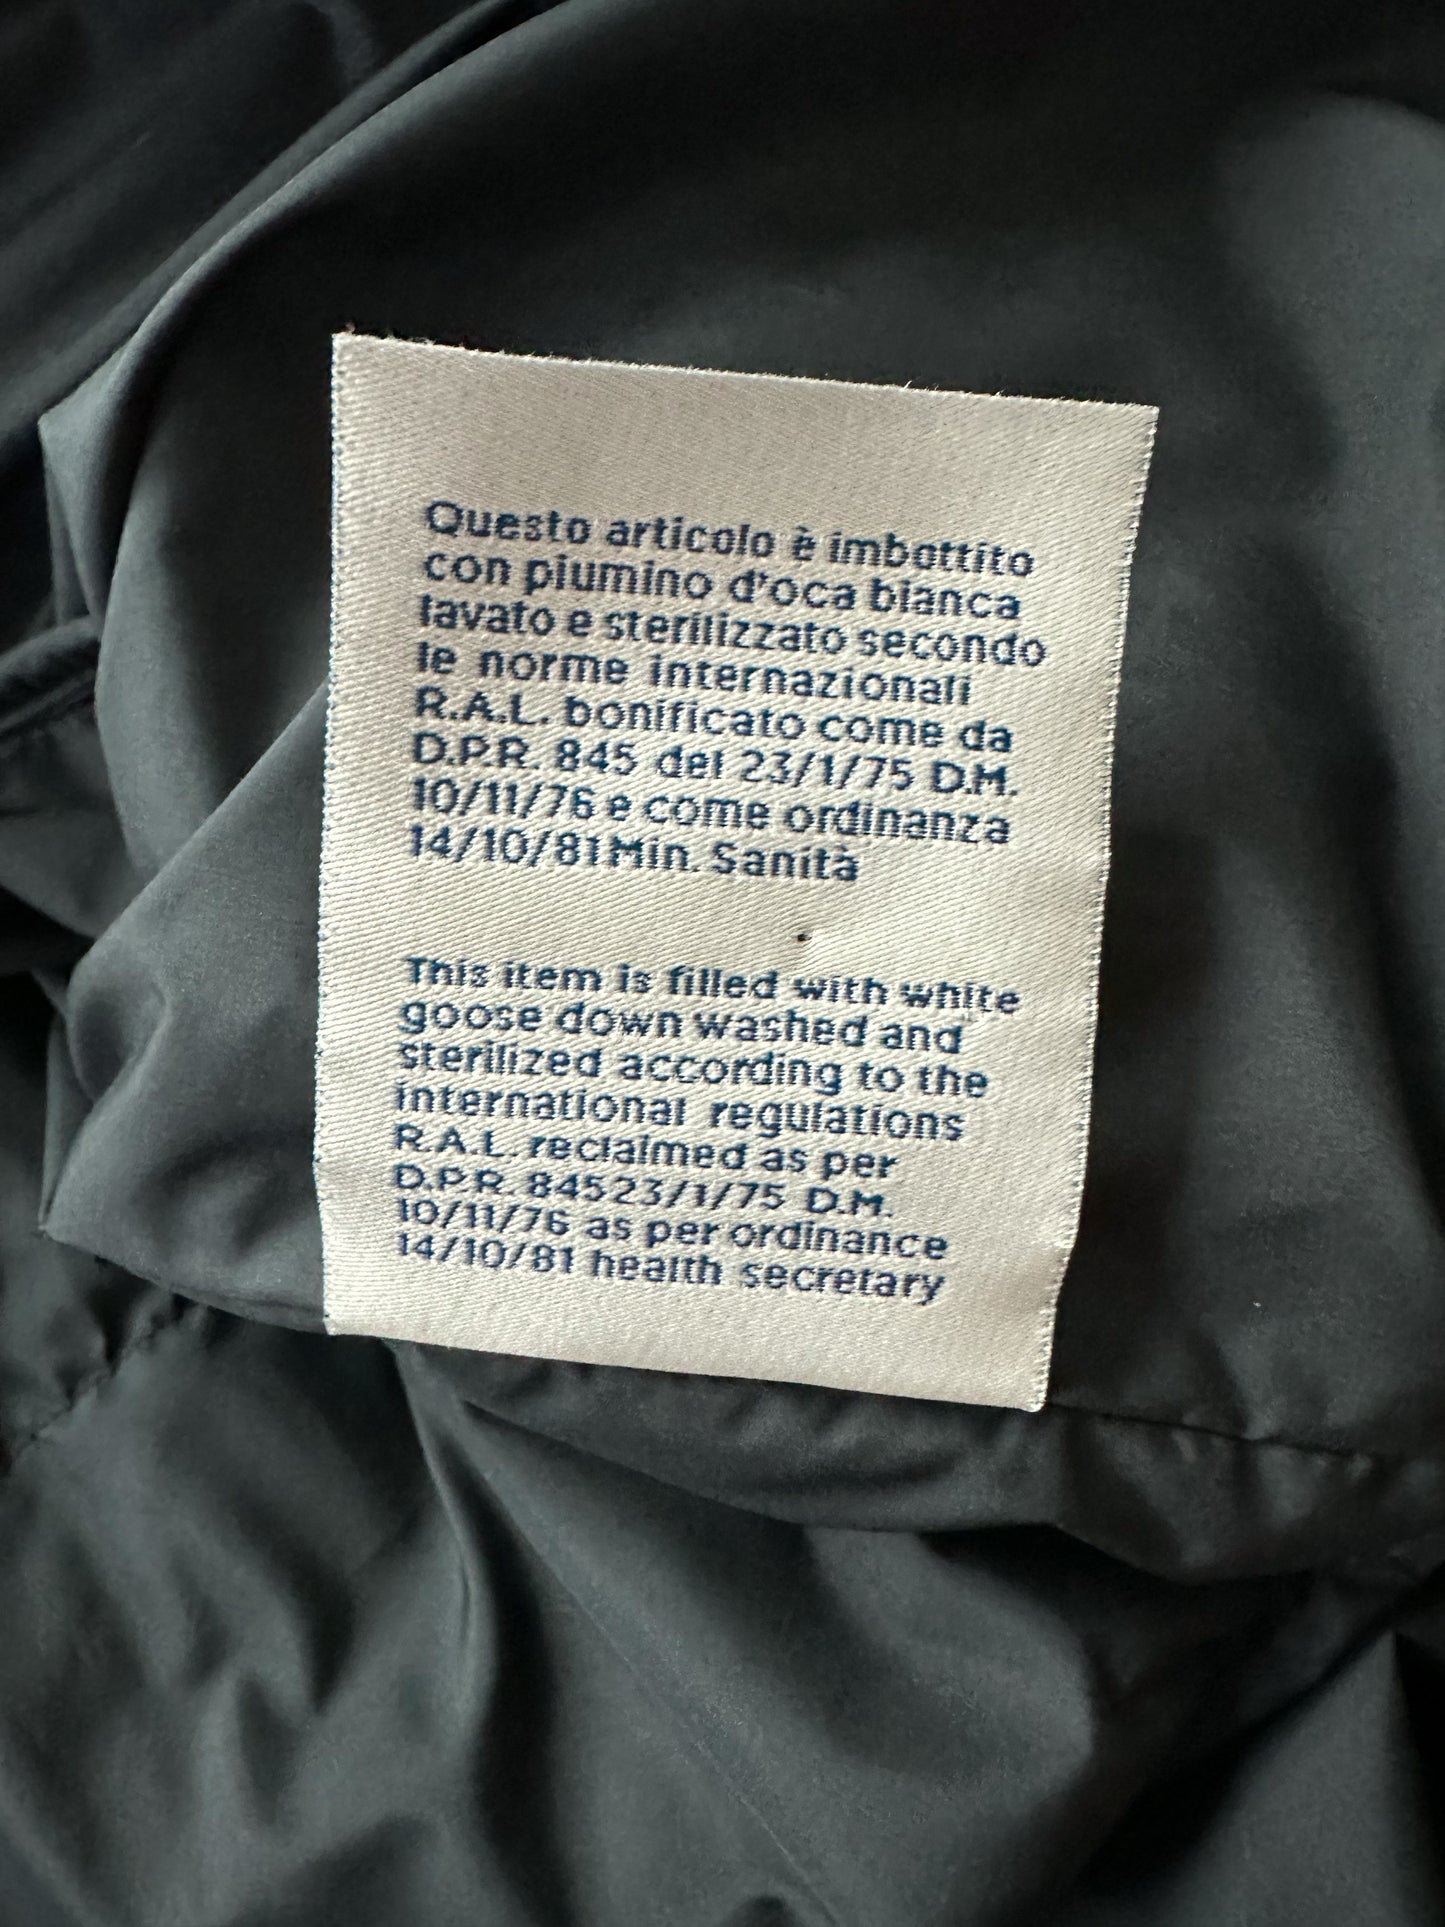 Questo articolo è imbottito
con piumino d'oca bianca
lavato e sterilizzato secondo
le norme internazionali
R.A.L. bonificato come da
D.P.R. 845 del 23/1/75 D.M.
10/11/76 e come ordinanza
14/10/81 Min. Sanità
This item is filled with white
goose down washed and
sterilized according to the
international regulations
R.A.L. reclaimed as per
D.P.R. 84523/1/75 D.M.
10/11/76 as per ordinance
14/10/81 health secretary